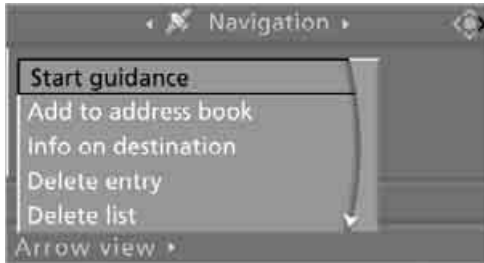 Navigation
Start guidance
Add to address book
Info on destination
Delete entry
Delete list
Arrow view